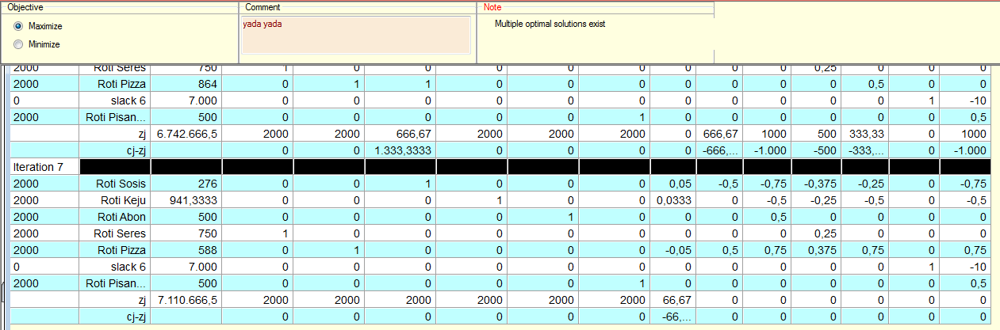 Objective Comment Note
Maximize yada yada Multiple optimal solutions exist
Minimize
2000 Roti Seres 750 1 0 0 0 0 0 0 0 0 0,25 0 0 0
2000 Roti Pizza 864 0 1 1 0 0 0 0 0 0 0 0,5 0 0
0 slack 6 7.000 0 0 0 0 0 0 0 0 0 0 0 1 -10
2000 Roti Pisan... 500 0 0 0 0 0 1 0 0 0 0 0 0 0,5
zj 6.742.666,5 2000 2000 666,67 2000 2000 2000 0 666,67 1000 500 333,33 0 1000
cj-zj 0 0 1.333,3333 0 0 0 0 -666,... -1.000 -500 -333,... 0 -1.000
Iteration 7
2000 Roti Sosis 276 0 0 1 0 0 0 0,05 -0,5 -0,75 -0,375 -0,25 0 -0,75
2000 Roti Keju 941,3333 0 0 0 1 0 0 0,0333 0 -0,5 -0,25 -0,5 0 -0,5
2000 Roti Abon 500 0 0 0 0 1 0 0 0 0,5 0 0 0 0
2000 Roti Seres 750 1 0 0 0 0 0 0 0 0 0,25 0 0 0
2000 Roti Pizza 588 0 1 0 0 0 0 -0,05 0,5 0,75 0,375 0,75 0 0,75
0 slack 6 7.000 0 0 0 0 0 0 0 0 0 0 0 1 -10
2000 Roti Pisan... 500 0 0 0 0 0 1 0 0 0 0 0 0 0,5
zj 7.110.666,5 2000 2000 2000 2000 2000 2000 66,67 0 0 0 0 0 0
cj-zj 0 0 0 0 0 0 -66,... 0 0 0 0 0 0